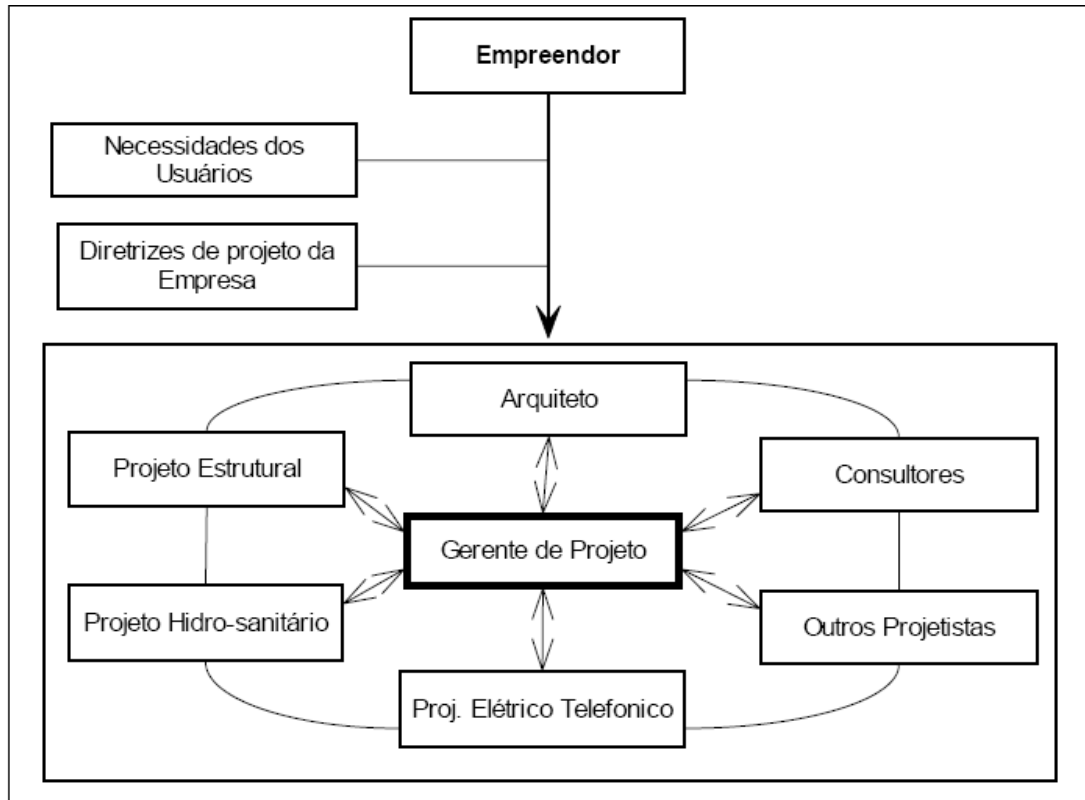 Empreendor
Necessidades dos
Usuários
Diretrizes de projeto da
Empresa
Arquiteto
Projeto Estrutural
Consultores
Gerente de Projeto
Projeto Hidro-sanitário
Outros Projetistas
Proj. Elétrico Telefonico